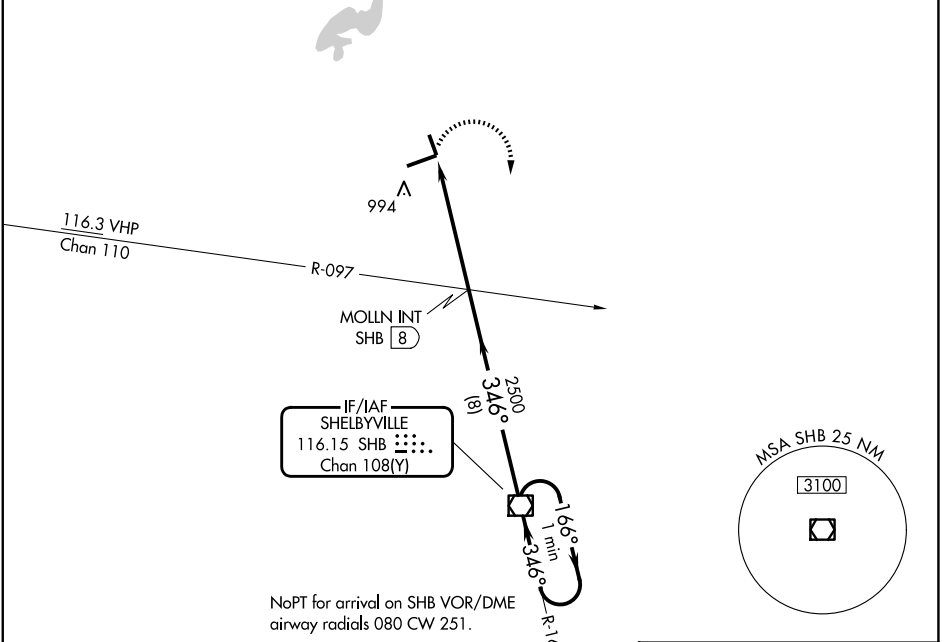 994
116.3 VHP
Chan 110
R-097
MOLLN INT
SHB 8
2500
346°
(8)
IF/IAF
SHELBYVILLE
116.15 SHB
Chan 108(Y)
MSA SHB 25 NM
3100
166°
1 min
346°
NoPT for arrival on SHB VOR/DME
airway radials 080 CW 251.